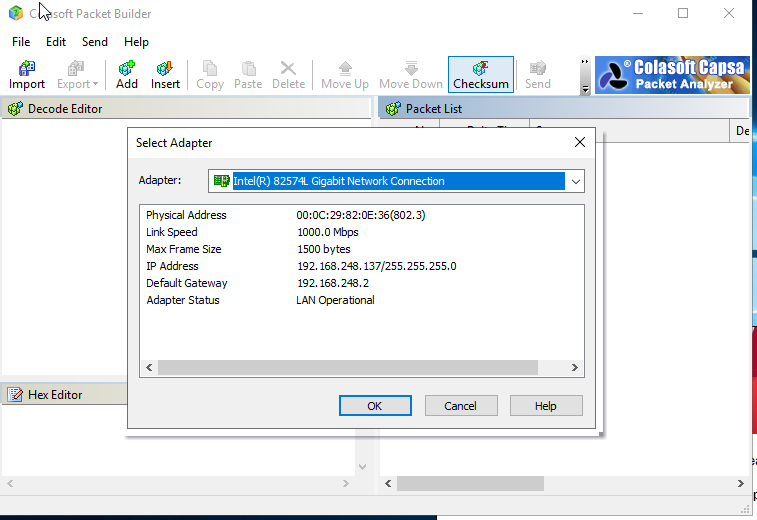 Colasoft Packet Builder
File Edit Send Help
Import Export Add Insert Copy Paste Delete Move Up Move Down Checksum Send
® Colasoft Capsa
Packet Analyzer
Decode Editor
Packet List
De
Select Adapter
Adapter: Intel(R) 82574L Gigabit Network Connection
Physical Address 00:0C:29:82:0E:36(802.3)
Link Speed 1000.0 Mbps
Max Frame Size 1500 bytes
IP Address 192.168.248.137/255.255.255.0
Default Gateway 192.168.248.2
Adapter Status LAN Operational
OK Cancel Help
Hex Editor